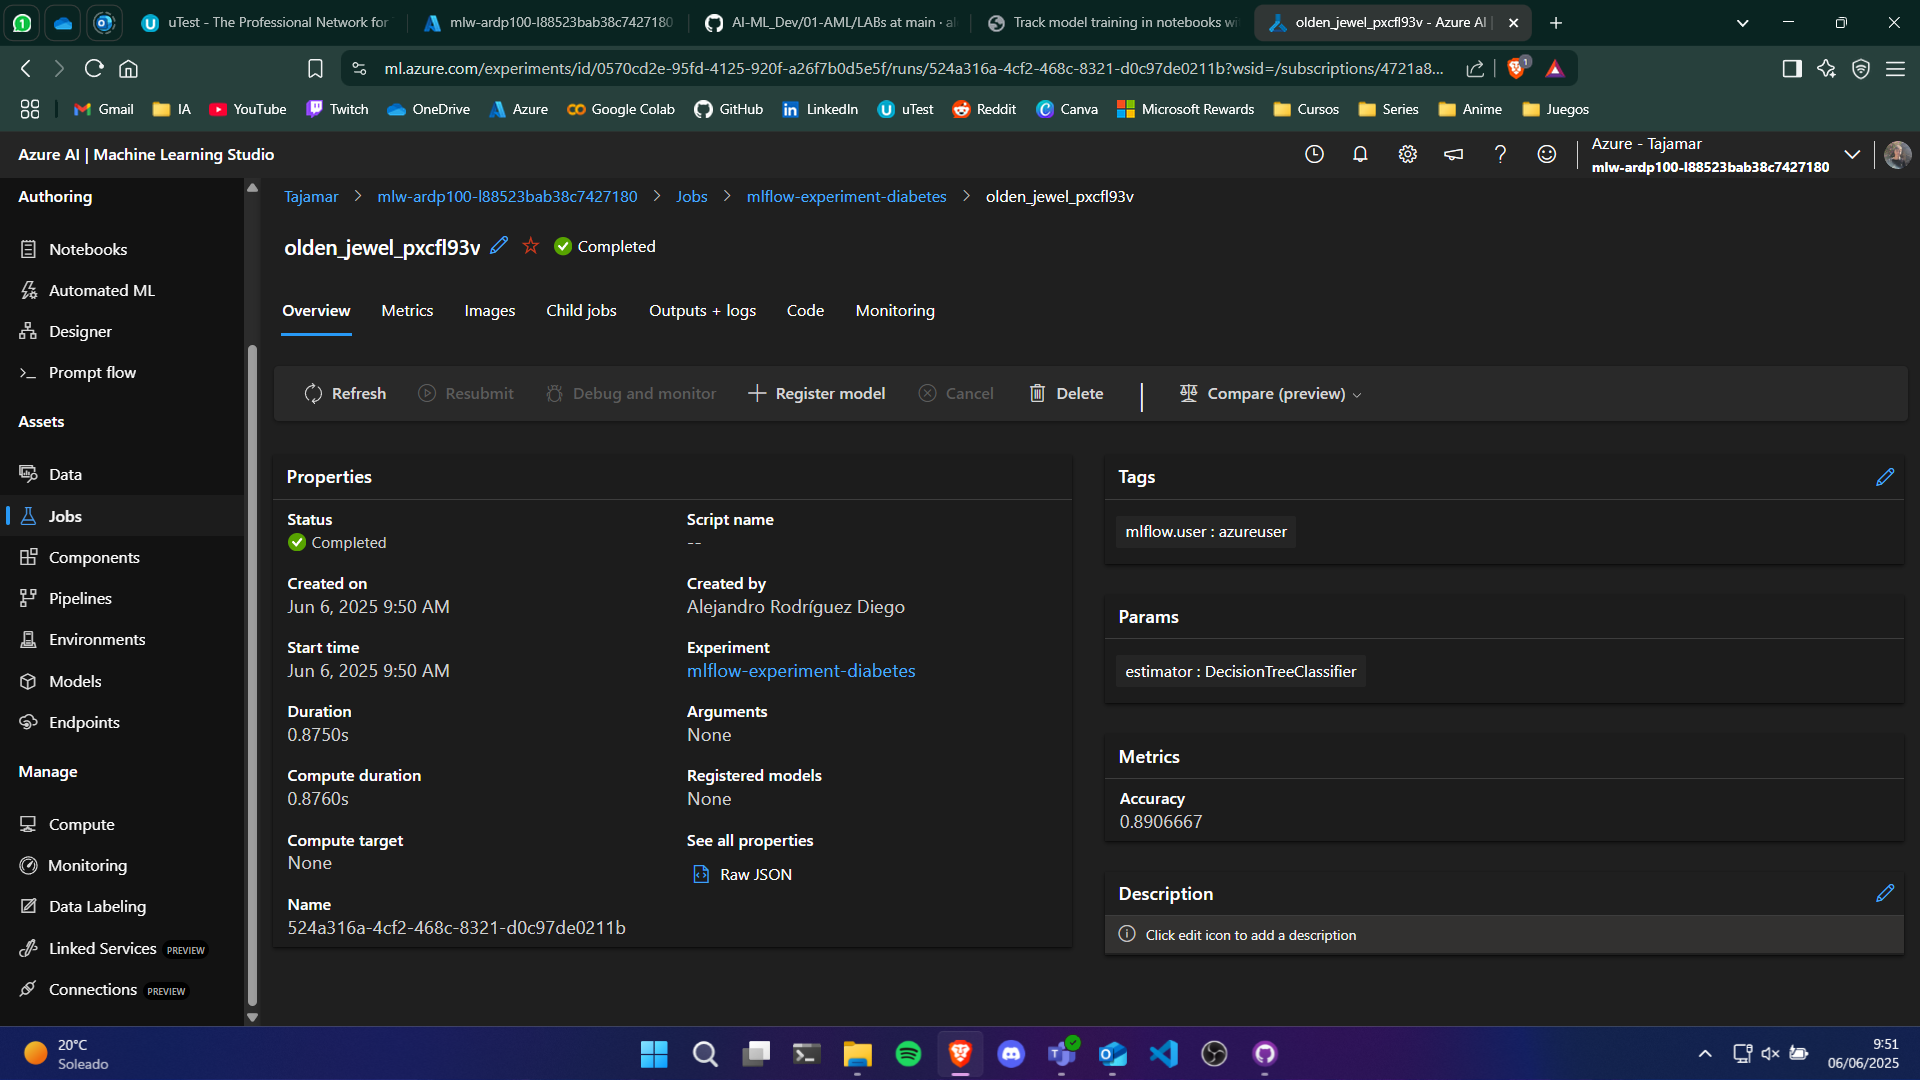 uTest - The Professional Network for
mlw-ardp100-l88523bab38c7427180
AI-ML_Dev/01-AML/LABs at main · al
Track model training in notebooks wi
olden_jewel_pxcfl93v - Azure AI |
ml.azure.com/experiments/id/0570cd2e-95fd-4125-920f-a26f7b0d5e5f/runs/524a316a-4cf2-468c-8321-d0c97de0211b?wsid=/subscriptions/4721a8...
1
Gmail
IA
YouTube
Twitch
OneDrive
Azure
Google Colab
GitHub
LinkedIn
uTest
Reddit
Canva
Microsoft Rewards
Cursos
Series
Anime
Juegos
Azure AI | Machine Learning Studio
Azure - Tajamar
mlw-ardp100-l88523bab38c7427180
Authoring
Notebooks
Automated ML
Designer
Prompt flow
Assets
Data
Jobs
Components
Pipelines
Environments
Models
Endpoints
Manage
Compute
Monitoring
Data Labeling
Linked Services PREVIEW
Connections PREVIEW
Tajamar > mlw-ardp100-l88523bab38c7427180 > Jobs > mlflow-experiment-diabetes > olden_jewel_pxcfl93v
olden_jewel_pxcfl93v
Completed
Overview
Metrics
Images
Child jobs
Outputs + logs
Code
Monitoring
Refresh
Resubmit
Debug and monitor
Register model
Cancel
Delete
Compare (preview)
Properties
Status
Completed
Created on
Jun 6, 2025 9:50 AM
Start time
Jun 6, 2025 9:50 AM
Duration
0.8750s
Compute duration
0.8760s
Compute target
None
Name
524a316a-4cf2-468c-8321-d0c97de0211b
Script name
--
Created by
Alejandro Rodríguez Diego
Experiment
mlflow-experiment-diabetes
Arguments
None
Registered models
None
See all properties
Raw JSON
Tags
mlflow.user : azureuser
Params
estimator : DecisionTreeClassifier
Metrics
Accuracy
0.8906667
Description
Click edit icon to add a description
20°C
Soleado
9:51
06/06/2025